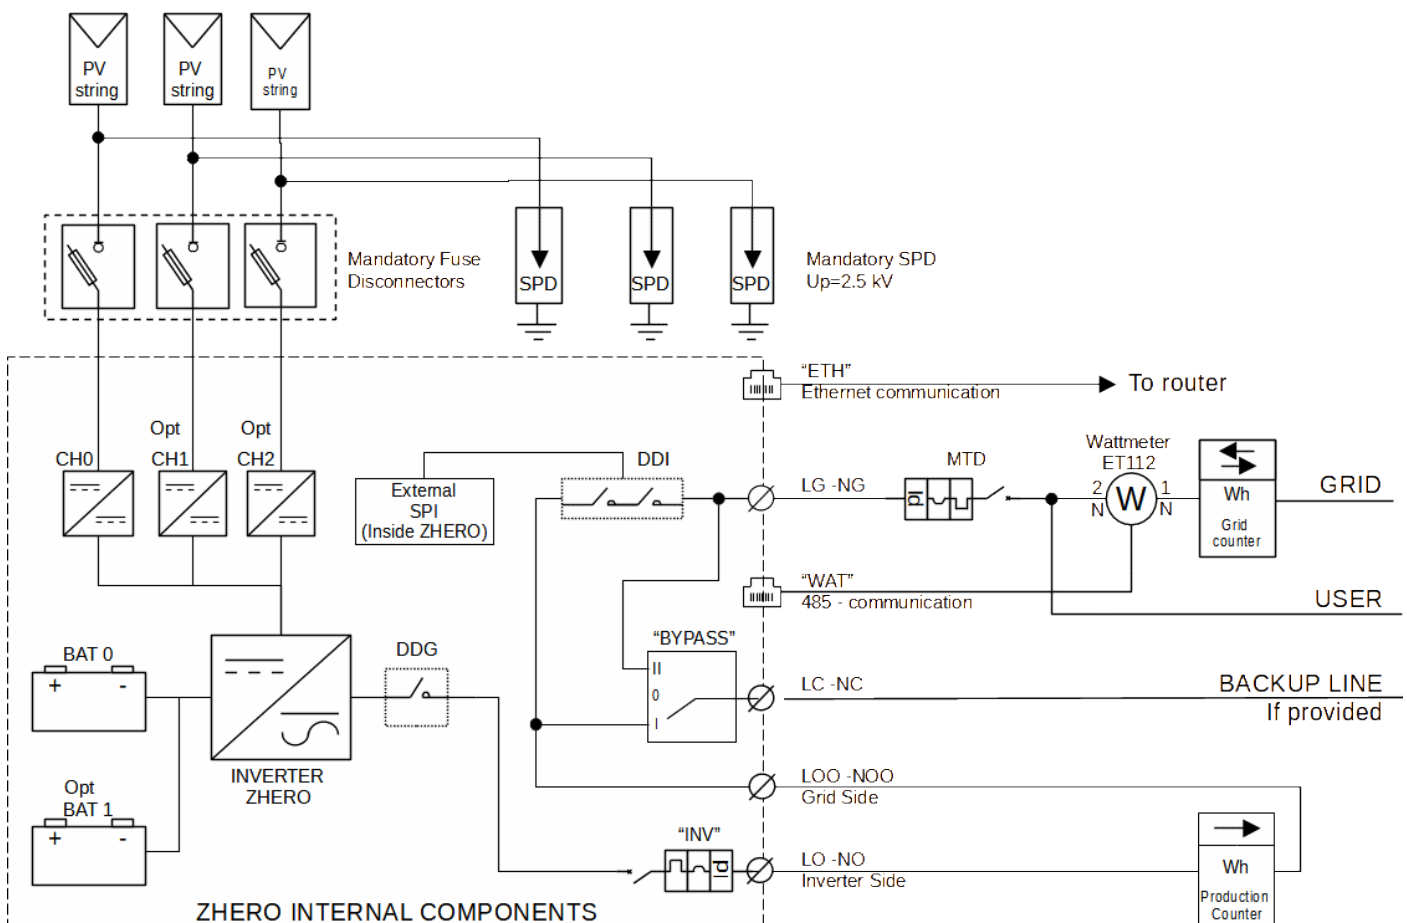 PV
string
PV
string
PV
string
Mandatory Fuse
Disconnectors
SPD
SPD
SPD
Mandatory SPD
Up=2.5 kV
"ETH"
Ethernet communication
To router
Opt
Opt
CH0
CH1
CH2
External
SPI
(Inside ZHERO)
DDI
LG -NG
MTD
Id
Wattmeter
ET112
2
N
W
1
N
Wh
Grid
counter
GRID
"WAT"
485 - communication
USER
BAT 0
+ -
DDG
"BYPASS"
II
0
I
LC -NC
BACKUP LINE
If provided
INVERTER
ZHERO
Opt
BAT 1
+ -
LOO -NOO
Grid Side
"INV"
Id
LO -NO
Inverter Side
Wh
Production
Counter
ZHERO INTERNAL COMPONENTS